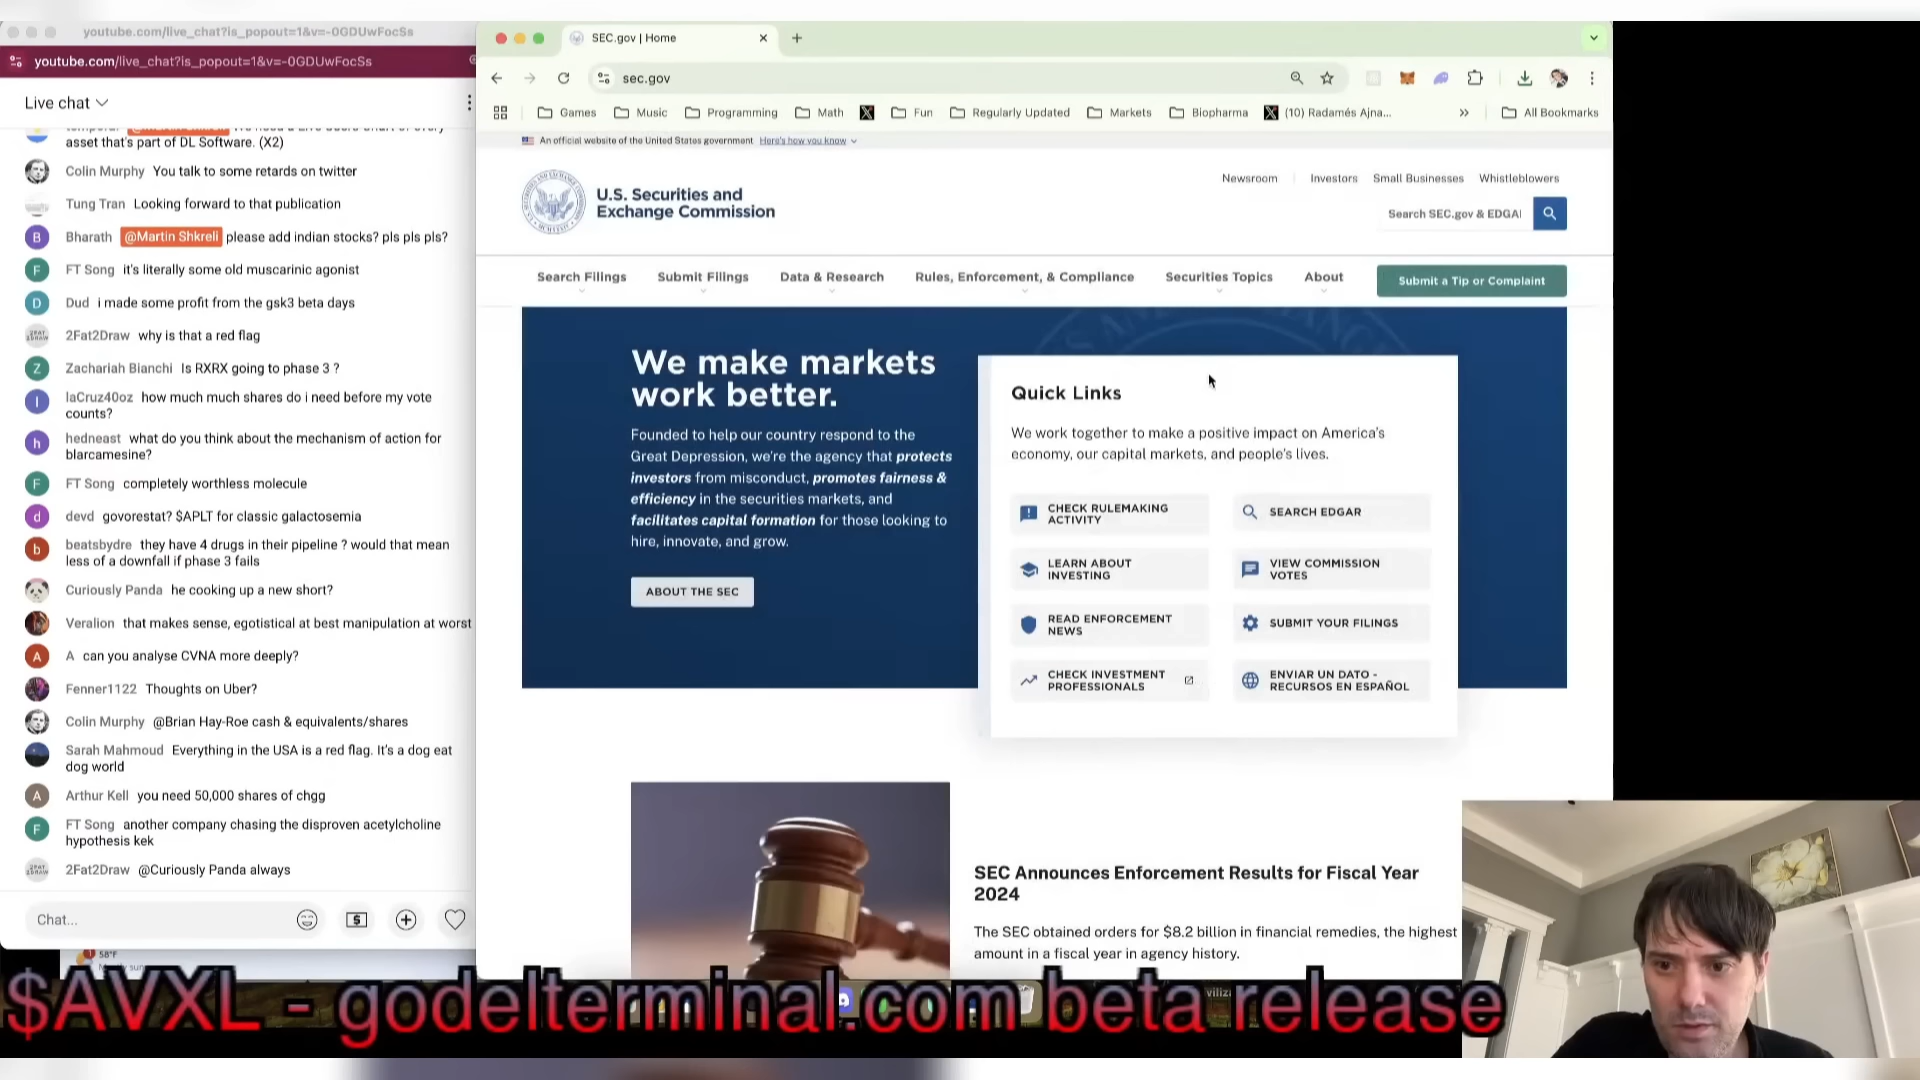 youtube.com/live_chat?is_popout=1&v=-0GDUwFocSs
youtube.com/live_chat?is_popout=1&v=-0GDUwFocSs
Live chat
asset that's part of DL Software. (X2)
Colin Murphy You talk to some retards on twitter
Tung Tran Looking forward to that publication
B
Bharath @Martin Shkreli please add indian stocks? pls pls pls?
F
FT Song it's literally some old muscarinic agonist
D
Dud i made some profit from the gsk3 beta days
2Fat2Draw why is that a red flag
Z
Zachariah Bianchi Is RXRX going to phase 3 ?
l
laCruz40oz how much much shares do i need before my vote
counts?
h
hedneast what do you think about the mechanism of action for
blarcamesine?
F
FT Song completely worthless molecule
d
devd govorestat? $APLT for classic galactosemia
b
beatsbydre they have 4 drugs in their pipeline ? would that mean
less of a downfall if phase 3 fails
Curiously Panda he cooking up a new short?
Veralion that makes sense, egotistical at best manipulation at worst
A
A can you analyse CVNA more deeply?
Fenner1122 Thoughts on Uber?
Colin Murphy @Brian Hay-Roe cash & equivalents/shares
Sarah Mahmoud Everything in the USA is a red flag. It's a dog eat
dog world
A
Arthur Kell you need 50,000 shares of chgg
F
FT Song another company chasing the disproven acetylcholine
hypothesis kek
2Fat2Draw @Curiously Panda always
Chat...
58°F
SEC.gov | Home
sec.gov
Games Music Programming Math Fun Regularly Updated Markets Biopharma (10) Radamés Ajna... » All Bookmarks
An official website of the United States government Here's how you know
U.S. Securities and
Exchange Commission
Newsroom Investors Small Businesses Whistleblowers
Search SEC.gov & EDGAR
Search Filings Submit Filings Data & Research Rules, Enforcement, & Compliance Securities Topics About Submit a Tip or Complaint
We make markets
work better.
Founded to help our country respond to the
Great Depression, we're the agency that protects
investors from misconduct, promotes fairness &
efficiency in the securities markets, and
facilitates capital formation for those looking to
hire, innovate, and grow.
ABOUT THE SEC
Quick Links
We work together to make a positive impact on America's
economy, our capital markets, and people's lives.
CHECK RULEMAKING
ACTIVITY
SEARCH EDGAR
LEARN ABOUT
INVESTING
VIEW COMMISSION
VOTES
READ ENFORCEMENT
NEWS
SUBMIT YOUR FILINGS
CHECK INVESTMENT
PROFESSIONALS
ENVIAR UN DATO -
RECURSOS EN ESPAÑOL
SEC Announces Enforcement Results for Fiscal Year
2024
The SEC obtained orders for $8.2 billion in financial remedies, the highest
amount in a fiscal year in agency history.
$AVXL - godelterminal.com beta release